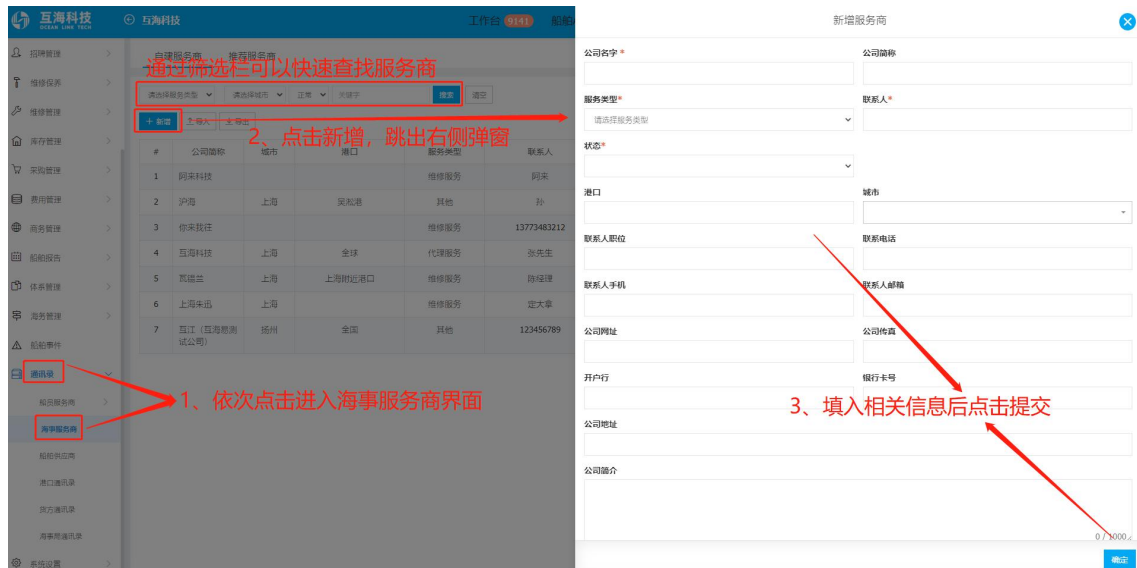 互海科技
OCEAN LINK TECH
互海科技
工作台 9141 船舶
招聘管理
维修保养
维修管理
库存管理
采购管理
费用管理
商务管理
船舶报告
体系管理
海务管理
船舶事件
通讯录
船员服务商
海事服务商
船舶供应商
港口通讯录
货方通讯录
海事局通讯录
系统设置
自建服务商 推荐服务商
通过筛选栏可以快速查找服务商
请选择服务类型 请选择城市 正常 关键字 搜索 清空
+ 新增 导入 导出
2、点击新增，跳出右侧弹窗
# 公司简称 城市 港口 服务类型 联系人
1 阿来科技 维修服务 阿来
2 沪海 上海 吴淞港 其他 孙
3 你来我往 维修服务 13773483212
4 互海科技 上海 全球 代理服务 张先生
5 瓦锡兰 上海 上海附近港口 维修服务 陈经理
6 上海朱迅 上海 维修服务 定大拿
7 互江（互海易测试公司） 扬州 全国 其他 123456789
1、依次点击进入海事服务商界面
新增服务商
公司名字 * 公司简称
服务类型* 联系人*
请选择服务类型
状态*
港口 城市
联系人职位 联系电话
联系人手机 联系人邮箱
公司网址 公司传真
开户行 银行卡号
3、填入相关信息后点击提交
公司地址
公司简介
0 / 1000
确定